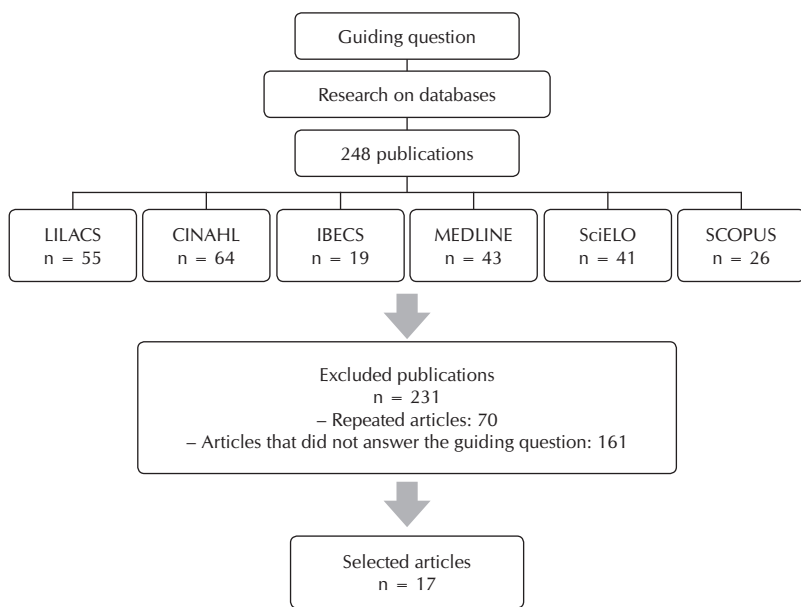 Guiding question
Research on databases
248 publications
LILACS
n = 55
CINAHL
n = 64
IBECS
n = 19
MEDLINE
n = 43
SciELO
n = 41
SCOPUS
n = 26
Excluded publications
n = 231
– Repeated articles: 70
– Articles that did not answer the guiding question: 161
Selected articles
n = 17